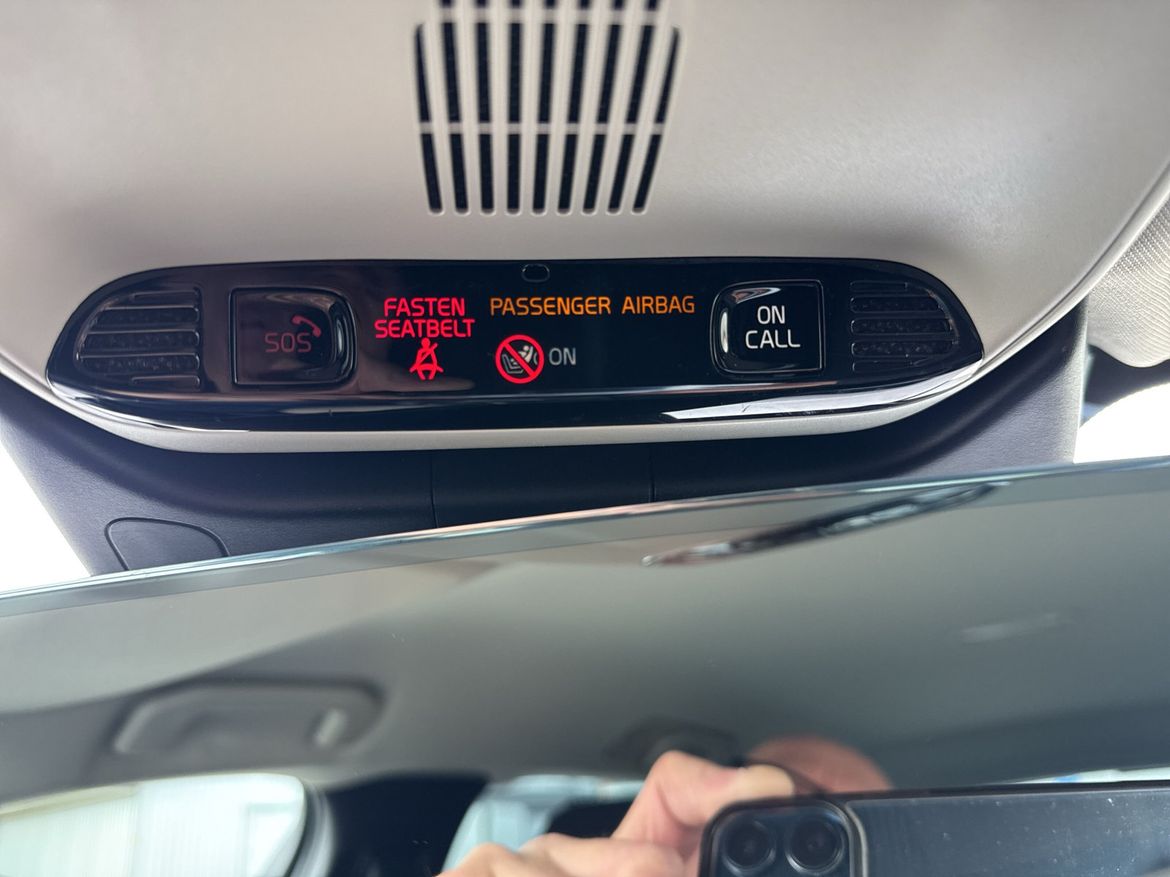 SOS
FASTEN
SEATBELT
PASSENGER AIRBAG
ON
ON
CALL